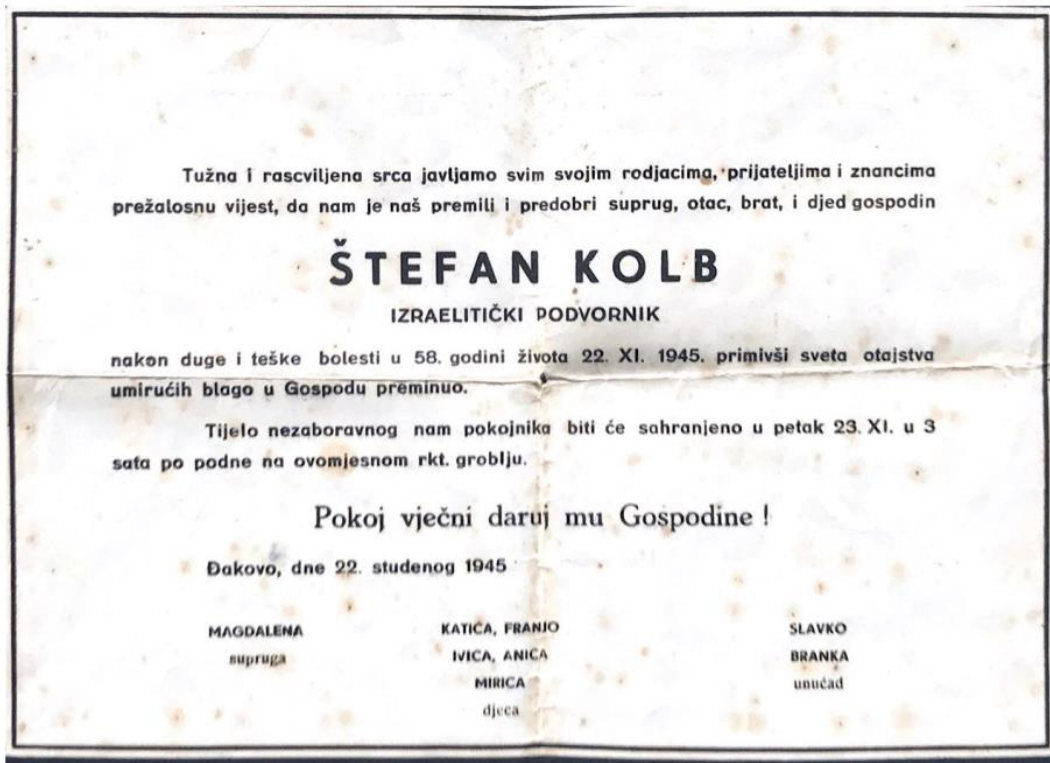 Tužna i rascviljena srca javljamo svim svojim rodjacima, prijateljima i znancima
prežalosnu vijest, da nam je naš premili i predobri suprug, otac, brat, i djed gospodin
ŠTEFAN KOLB
IZRAELITIČKI PODVORNIK
nakon duge i teške bolesti u 58. godini života 22. XI. 1945. primivši sveta otajstva
umirućih blago u Gospodu preminuo.
Tijelo nezaboravnog nam pokojnika biti će sahranjeno u petak 23. XI. u 3
sata po podne na ovomjesnom rkt. groblju.
Pokoj vječni daruj mu Gospodine !
Đakovo, dne 22. studenog 1945
MAGDALENA KATICA, FRANJO SLAVKO
supruga IVICA, ANICA BRANKA
MIRICA unučad
djeca